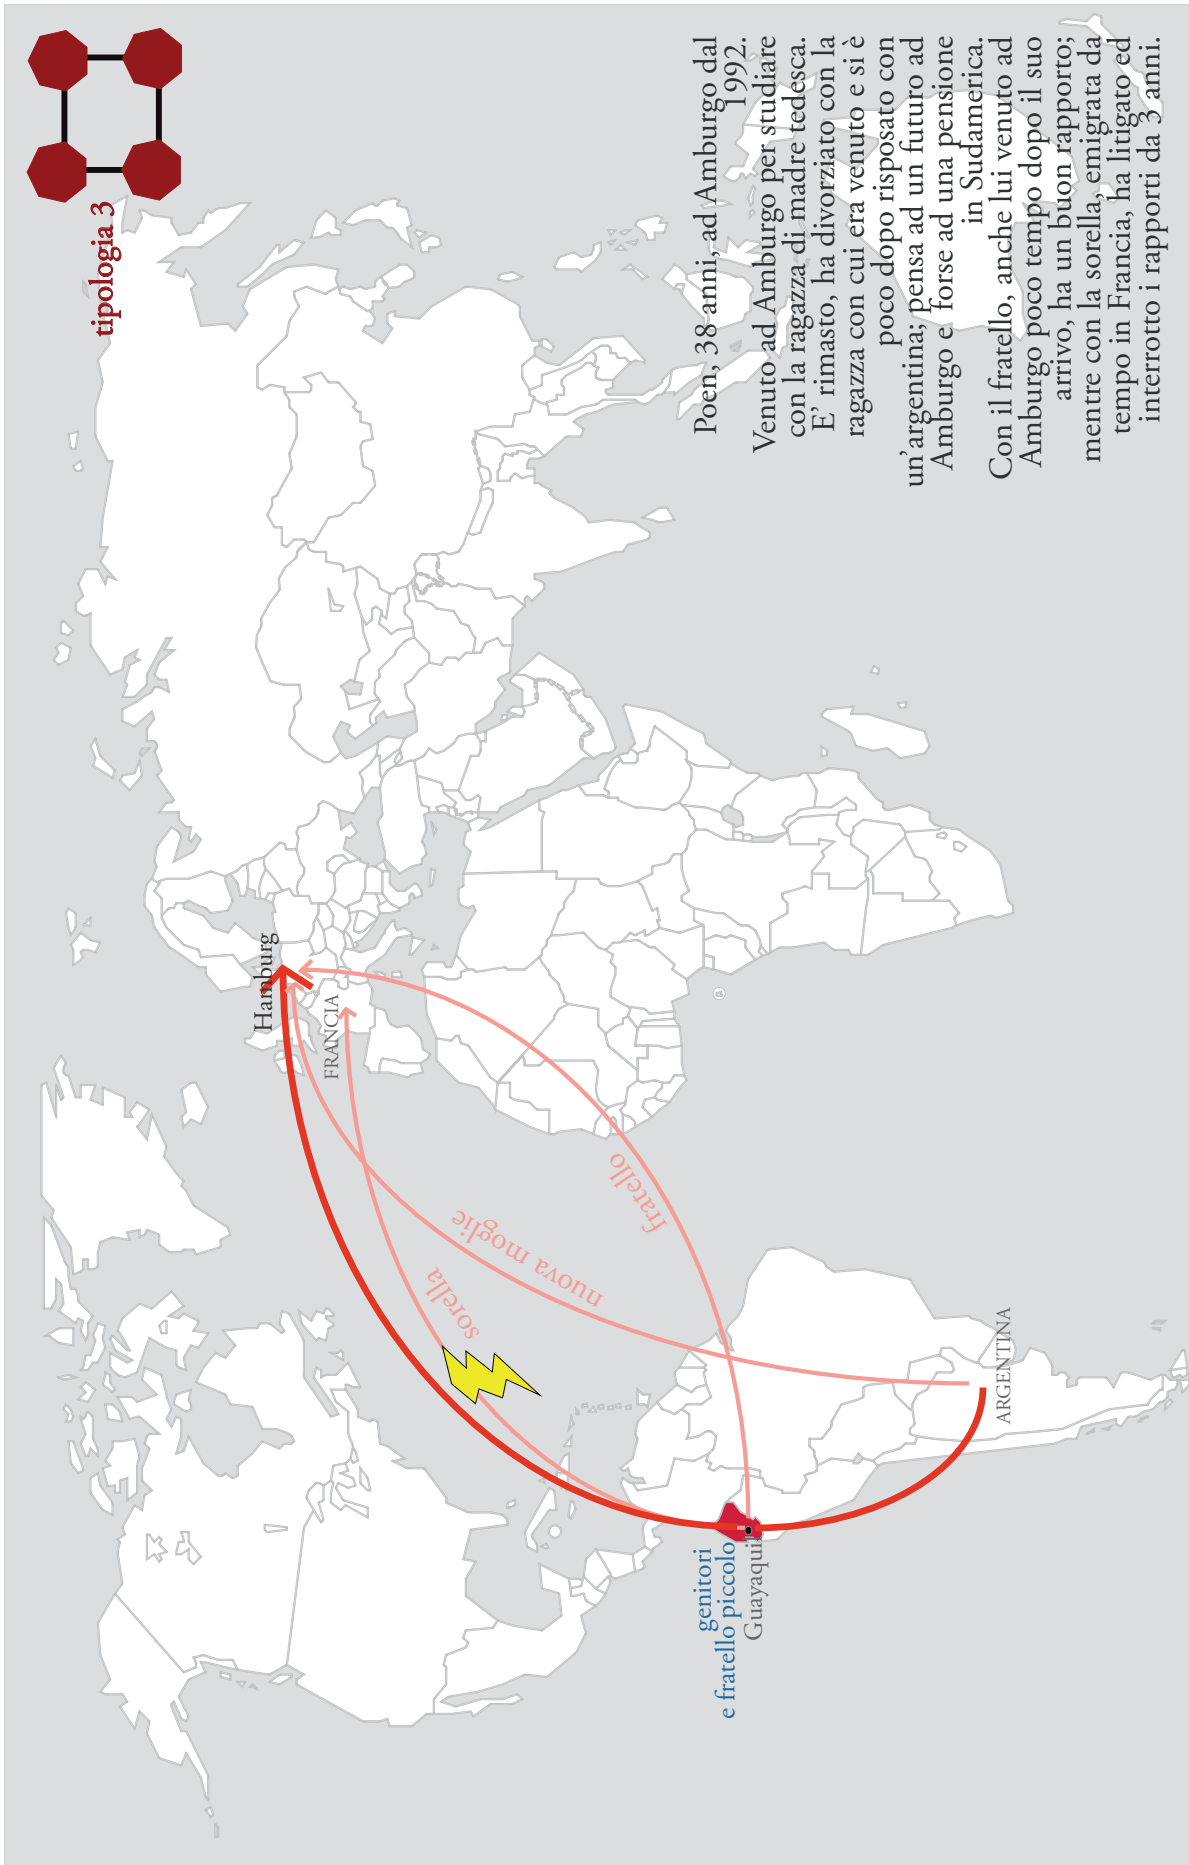 tipologia 3
Poen, 38 anni, ad Amburgo dal
1992.
Venuto ad Amburgo per studiare
con la ragazza di madre tedesca.
E’ rimasto, ha divorziato con la
ragazza con cui era venuto e si è
poco dopo risposato con
un’argentina; pensa ad un futuro ad
Amburgo e forse ad una pensione
in Sudamerica.
Con il fratello, anche lui venuto ad
Amburgo poco tempo dopo il suo
arrivo, ha un buon rapporto;
mentre con la sorella, emigrata da
tempo in Francia, ha litigato ed
interrotto i rapporti da 3 anni.
Hamburg
FRANCIA
sorella
nuova moglie
fratello
genitori
e fratello piccolo
Guayaquil
ARGENTINA